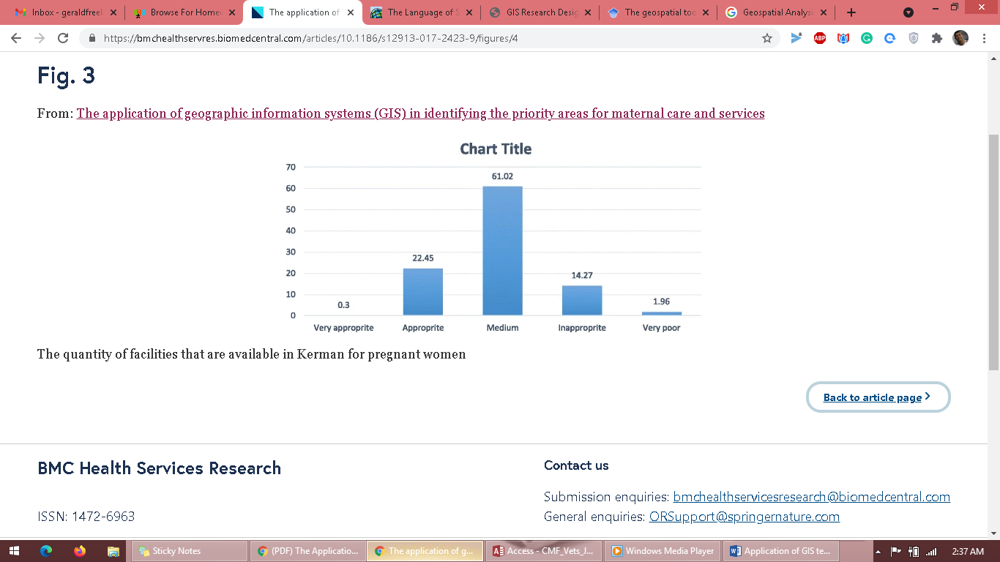 Inbox - geraldfreel
Browse For Homew
The application of
The Language of S
GIS Research Desig
The geospatial too
Geospatial Analysi
https://bmchealthservres.biomedcentral.com/articles/10.1186/s12913-017-2423-9/figures/4
ABP
Fig. 3
From: The application of geographic information systems (GIS) in identifying the priority areas for maternal care and services
Chart Title
70
60
50
40
30
20
10
0
0.3
22.45
61.02
14.27
1.96
Very approprite
Approprite
Medium
Inapproprite
Very poor
The quantity of facilities that are available in Kerman for pregnant women
Back to article page
BMC Health Services Research
ISSN: 1472-6963
Contact us
Submission enquiries: bmchealthservicesresearch@biomedcentral.com
General enquiries: ORSupport@springernature.com
Sticky Notes
(PDF) The Applicatio...
The application of g...
Access - CMF_Vets_J...
Windows Media Player
Application of GIS te...
2:37 AM